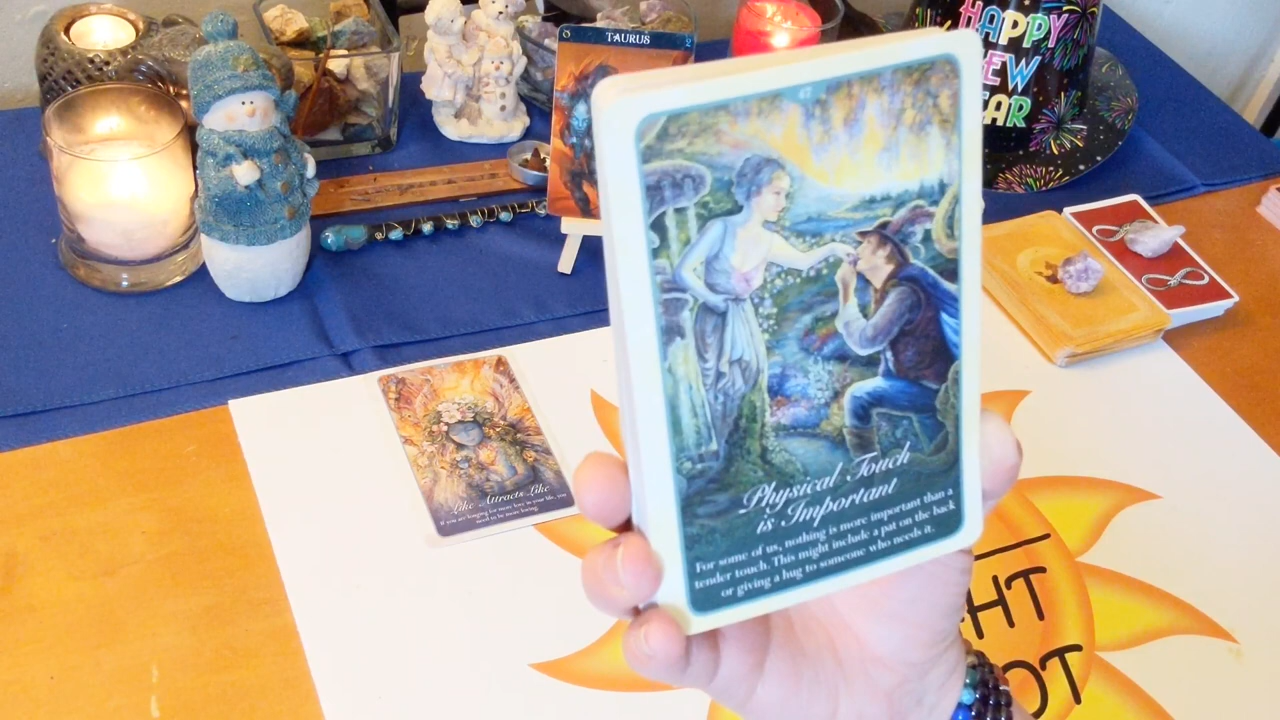 TAURUS
HAPPY
NEW
YEAR
47
Physical Touch
is Important
For some of us, nothing is more important than a
tender touch. This might include a pat on the back
or giving a hug to someone who needs it.
Like Attracts Like
If you are longing for more love in your life, you
need to be more loving.
HT
OT